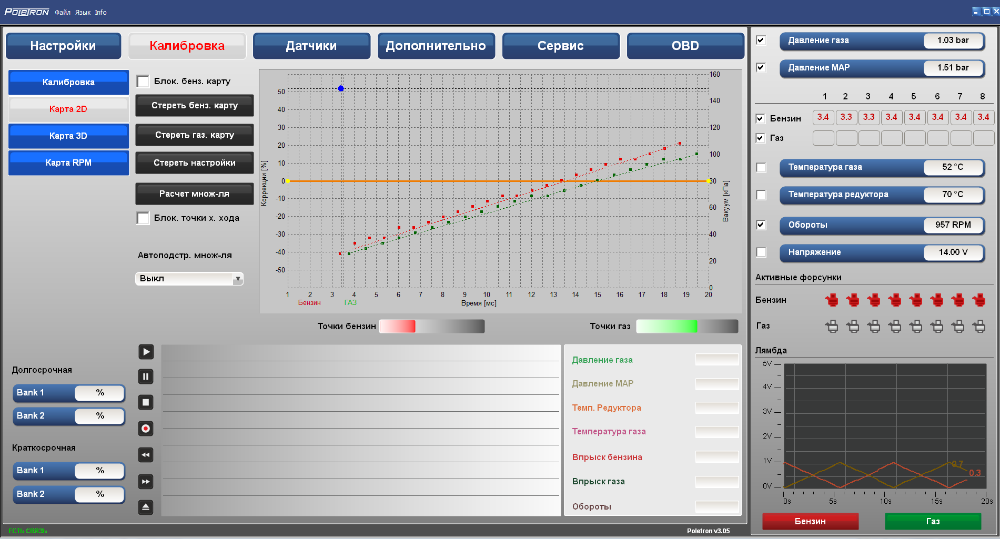 POLETRON Файл Язык Info
Настройки Калибровка Датчики Дополнительно Сервис OBD
Калибровка
Карта 2D
Карта 3D
Карта RPM
Блок. бенз. карту
Стереть бенз. карту
Стереть газ. карту
Стереть настройки
Расчет множ-ля
Блок. точки х. хода
Автоподстр. множ-ля
Выкл
Коррекции [%]
50
40
30
20
10
0
-10
-20
-30
-40
-50
160
140
120
100
80
60
40
20
0
Вакуум [кПа]
1 2 3 4 5 6 7 8 9 10 11 12 13 14 15 16 17 18 19 20
Бензин ГАЗ Время [мс]
Точки бензин Точки газ
Долгосрочная
Bank 1 %
Bank 2 %
Краткосрочная
Bank 1 %
Bank 2 %
Давление газа
Давление MAP
Темп. Редуктора
Температура газа
Впрыск бензина
Впрыск газа
Обороты
Давление газа 1.03 bar
Давление MAP 1.51 bar
1 2 3 4 5 6 7 8
Бензин 3.4 3.3 3.3 3.4 3.4 3.4 3.4 3.4
Газ
Температура газа 52 °C
Температура редуктора 70 °C
Обороты 957 RPM
Напряжение 14.00 V
Активные форсунки
Бензин
Газ
Лямбда
5V
4V
3V
2V
1V
0V
0.7
0.3
0s 5s 10s 15s 20s
Бензин Газ
ЕСТЬ СВЯЗЬ Poletron v3.05